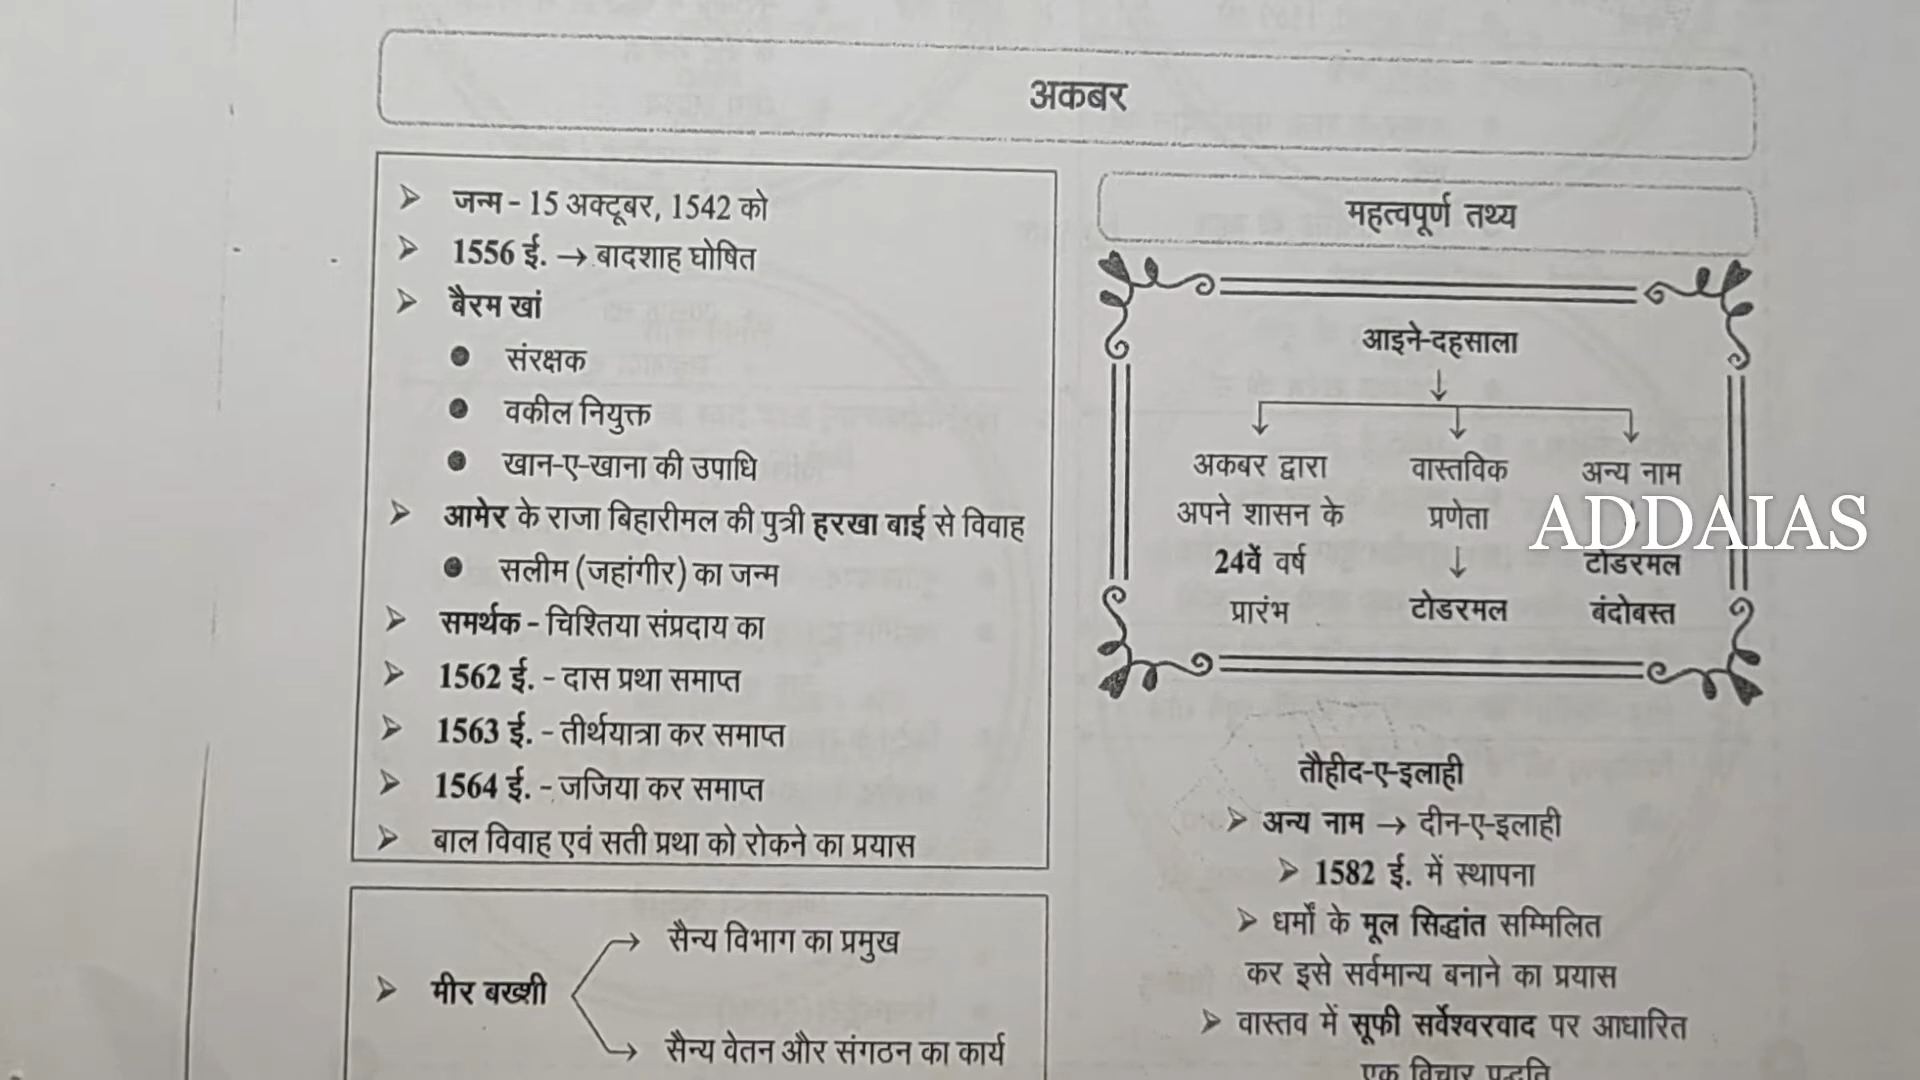 अकबर
➤ जन्म - 15 अक्टूबर, 1542 को
➤ 1556 ई. → बादशाह घोषित
➤ बैरम खां
● संरक्षक
● वकील नियुक्त
● खान-ए-खाना की उपाधि
➤ आमेर के राजा बिहारीमल की पुत्री हरखा बाई से विवाह
● सलीम (जहांगीर) का जन्म
➤ समर्थक - चिश्तिया संप्रदाय का
➤ 1562 ई. - दास प्रथा समाप्त
➤ 1563 ई. - तीर्थयात्रा कर समाप्त
➤ 1564 ई. - जजिया कर समाप्त
➤ बाल विवाह एवं सती प्रथा को रोकने का प्रयास
सैन्य विभाग का प्रमुख
➤ मीर बख्शी
सैन्य वेतन और संगठन का कार्य
महत्वपूर्ण तथ्य
आइने-दहसाला
↓
अकबर द्वारा
अपने शासन के
24वें वर्ष
प्रारंभ
वास्तविक
प्रणेता
↓
टोडरमल
अन्य नाम
↓
टोडरमल
बंदोबस्त
ADDAIAS
तौहीद-ए-इलाही
➤ अन्य नाम → दीन-ए-इलाही
➤ 1582 ई. में स्थापना
➤ धर्मों के मूल सिद्धांत सम्मिलित
कर इसे सर्वमान्य बनाने का प्रयास
➤ वास्तव में सूफी सर्वेश्वरवाद पर आधारित
एक विचार पद्धति